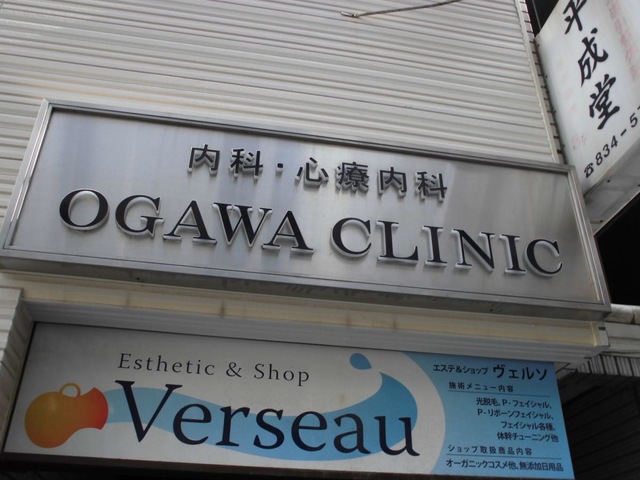 平成堂
☎834-5
内科・心療内科
OGAWA CLINIC
Esthetic & Shop
Verseau
エステ&ショップ ヴェルソ
施術メニュー内容
光脱毛、P・フェイシャル、
P・リボーンフェイシャル、
フェイシャル各種、
体幹チューニング他
ショップ取扱商品内容
オーガニックコスメ他、無添加日用品